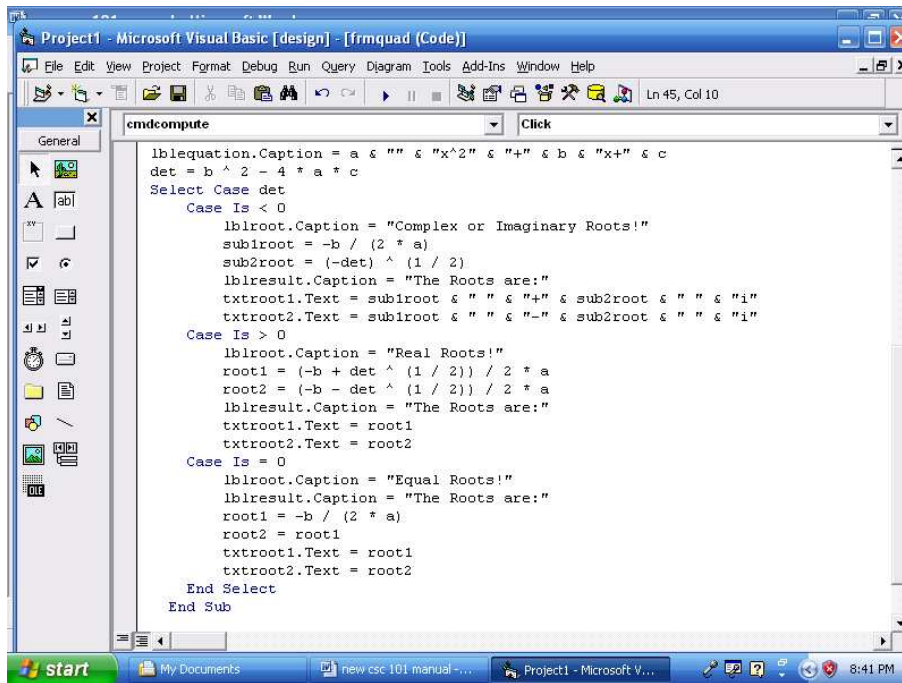 Project1 - Microsoft Visual Basic [design] - [frmquad (Code)]
File Edit View Project Format Debug Run Query Diagram Tools Add-Ins Window Help
Ln 45, Col 10
General
cmdcompute Click
lblequation.Caption = a & "" & "x^2" & "+" & b & "x+" & c
det = b ^ 2 - 4 * a * c
Select Case det
Case Is < 0
lblroot.Caption = "Complex or Imaginary Roots!"
sub1root = -b / (2 * a)
sub2root = (-det) ^ (1 / 2)
lblresult.Caption = "The Roots are:"
txtroot1.Text = sub1root & " " & "+" & sub2root & " " & "i"
txtroot2.Text = sub1root & " " & "-" & sub2root & " " & "i"
Case Is > 0
lblroot.Caption = "Real Roots!"
root1 = (-b + det ^ (1 / 2)) / 2 * a
root2 = (-b - det ^ (1 / 2)) / 2 * a
lblresult.Caption = "The Roots are:"
txtroot1.Text = root1
txtroot2.Text = root2
Case Is = 0
lblroot.Caption = "Equal Roots!"
lblresult.Caption = "The Roots are:"
root1 = -b / (2 * a)
root2 = root1
txtroot1.Text = root1
txtroot2.Text = root2
End Select
End Sub
A ab|
xy
OLE
start My Documents new csc 101 manual -... Project1 - Microsoft V... 8:41 PM